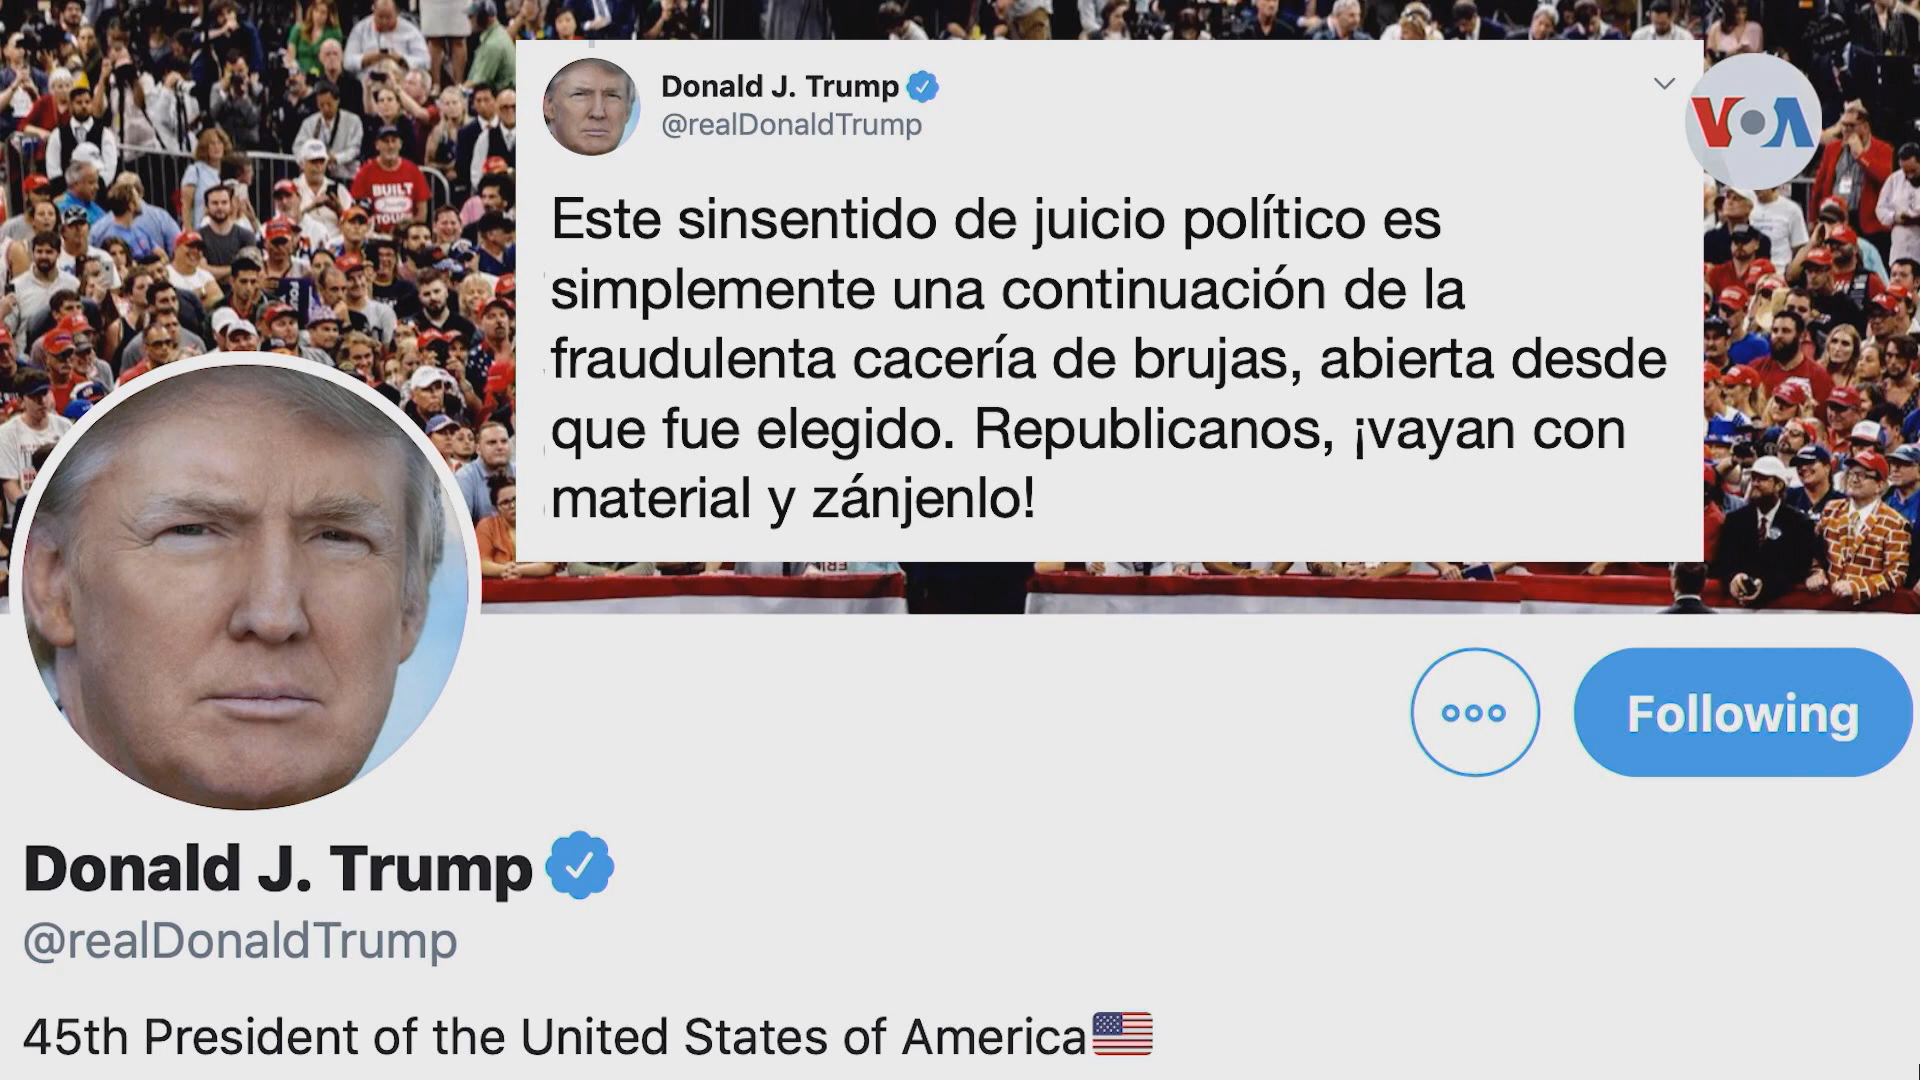 Donald J. Trump
@realDonaldTrump
VOA
Este sinsentido de juicio político es
simplemente una continuación de la
fraudulenta cacería de brujas, abierta desde
que fue elegido. Republicanos, ¡vayan con
material y zánjenlo!
BUILT
Following
Donald J. Trump
@realDonaldTrump
45th President of the United States of America